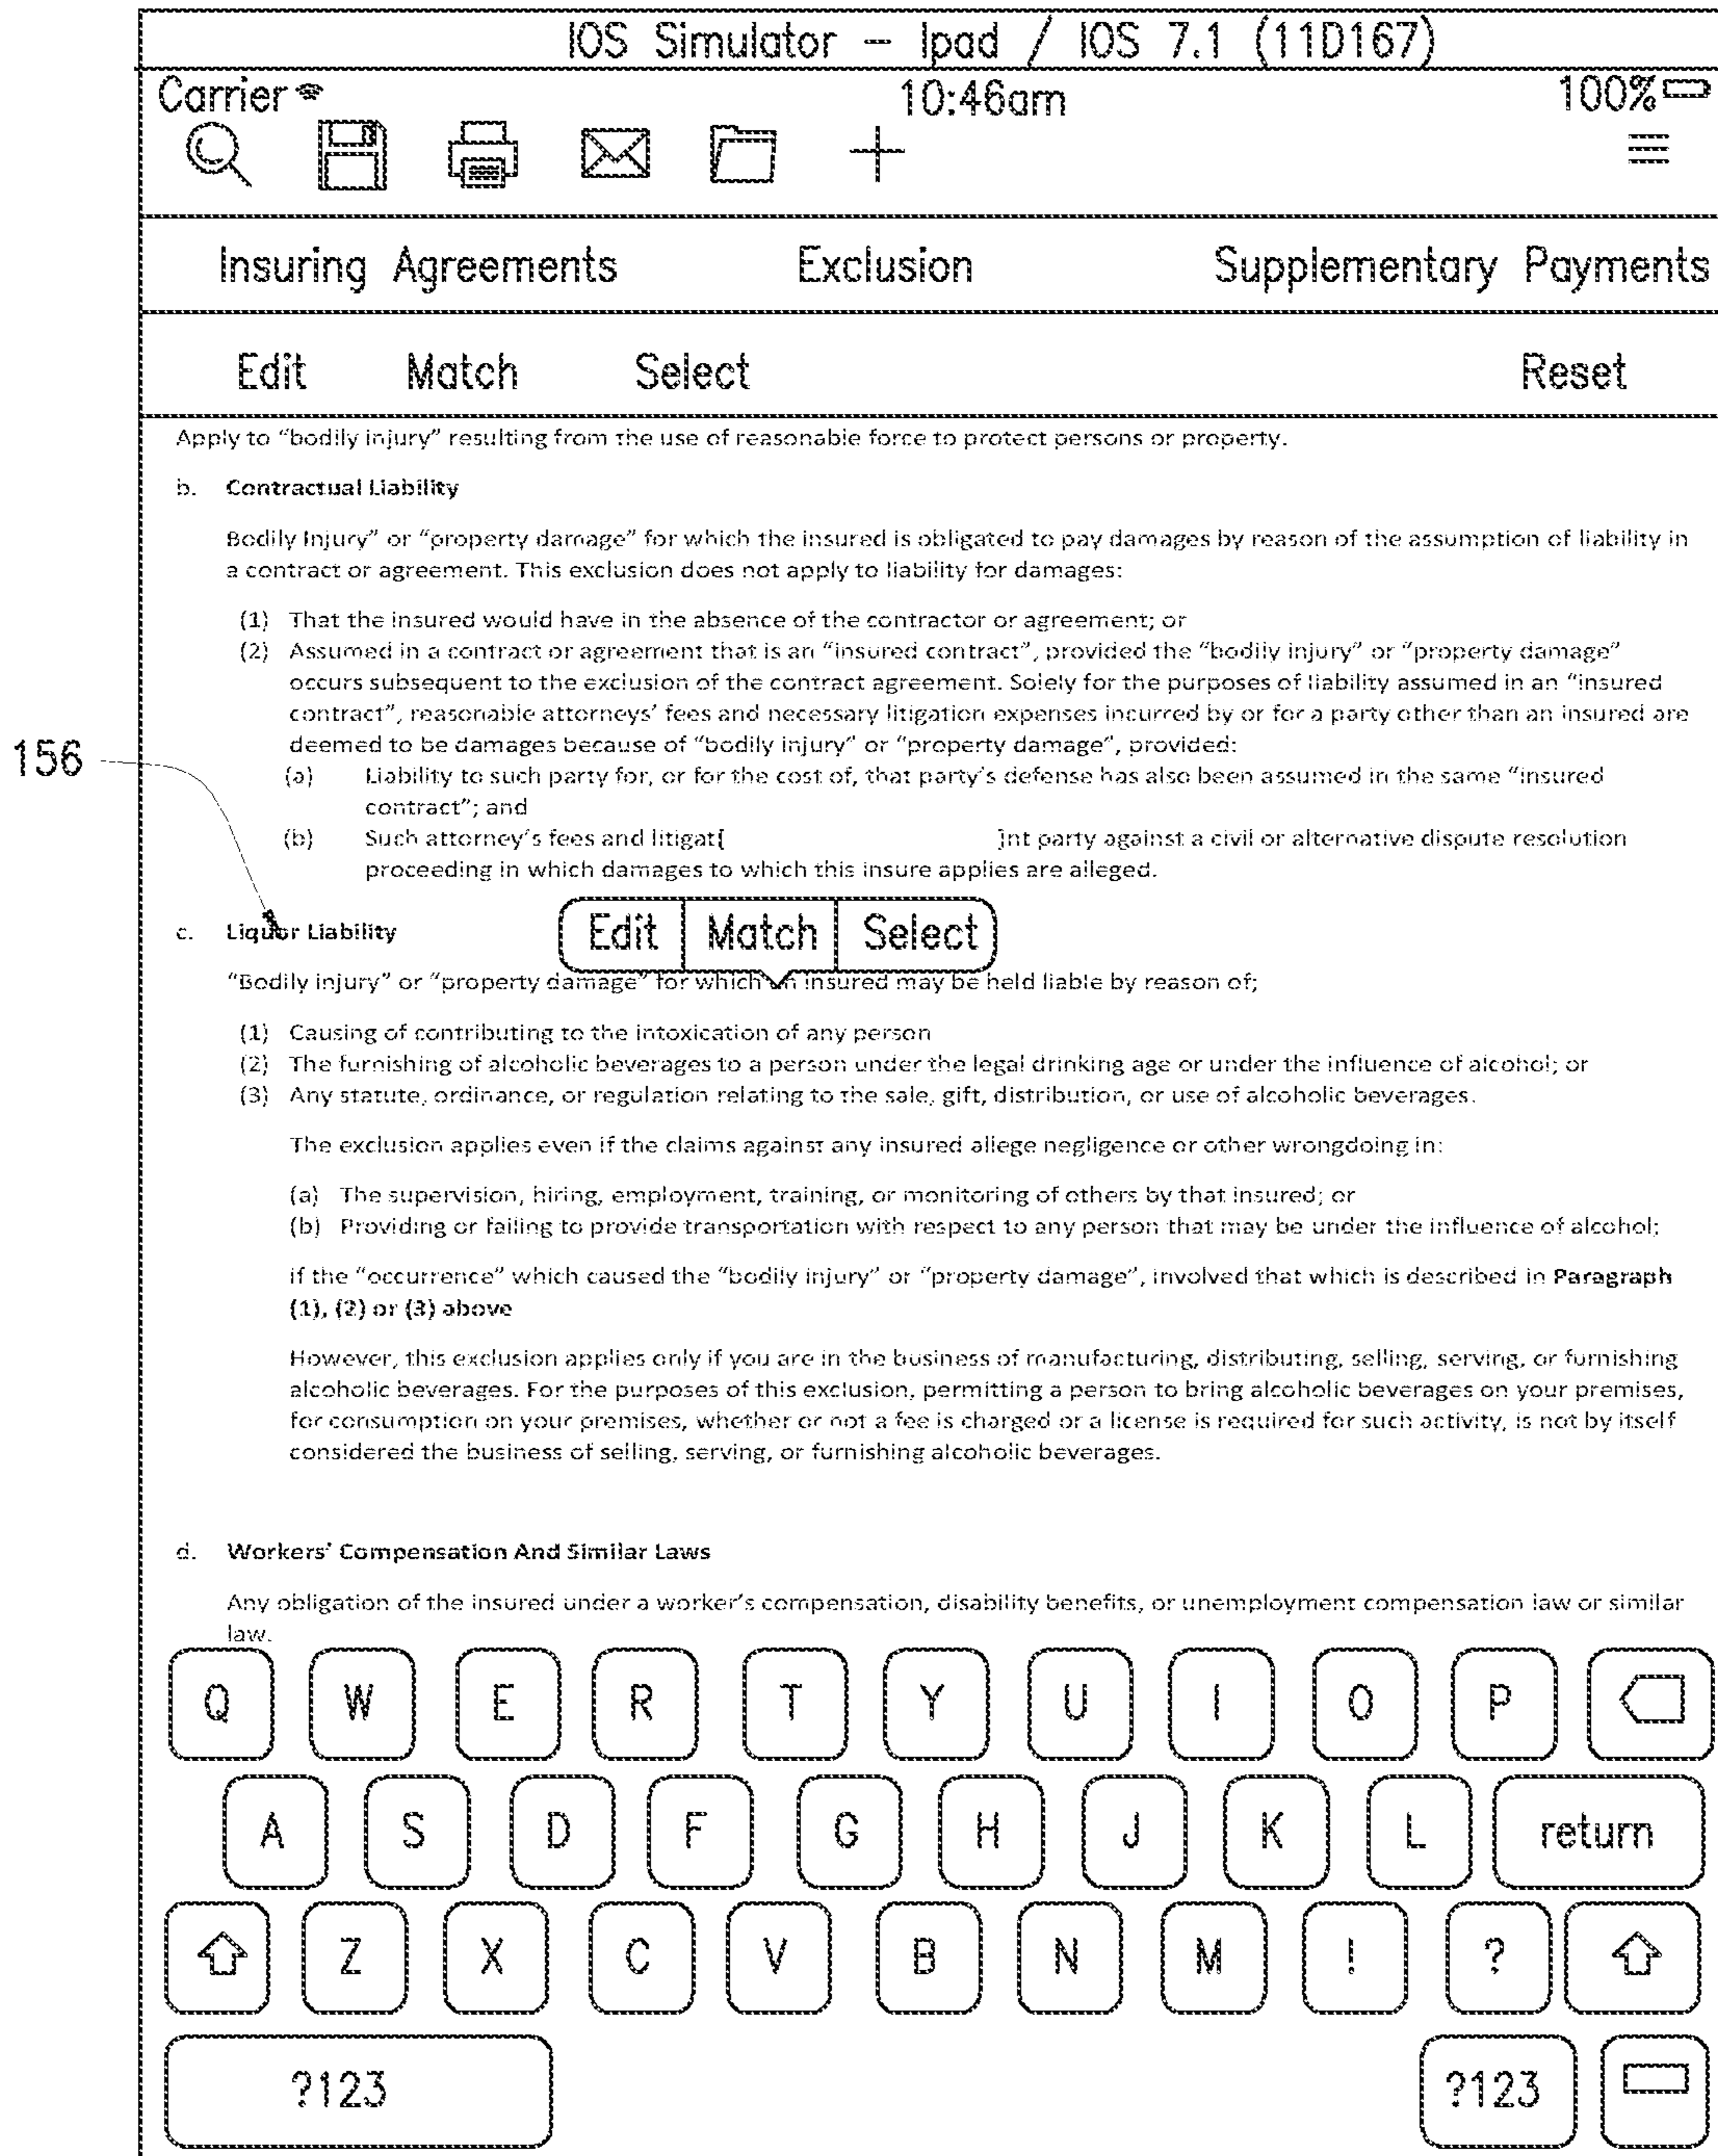 IOS Simulator – Ipad / IOS 7.1 (11D167)
Carrier 10:46am 100%
Insuring Agreements Exclusion Supplementary Payments
Edit Match Select Reset
Apply to “bodily injury” resulting from the use of reasonable force to protect persons or property.
b. Contractual Liability
Bodily Injury” or “property damage” for which the insured is obligated to pay damages by reason of the assumption of liability in
a contract or agreement. This exclusion does not apply to liability for damages:
(1) That the insured would have in the absence of the contractor or agreement; or
(2) Assumed in a contract or agreement that is an “insured contract”, provided the “bodily injury” or “property damage”
occurs subsequent to the exclusion of the contract agreement. Solely for the purposes of liability assumed in an “insured
contract”, reasonable attorneys’ fees and necessary litigation expenses incurred by or for a party other than an insured are
deemed to be damages because of “bodily injury” or “property damage”, provided:
156
(a) Liability to such party for, or for the cost of, that party’s defense has also been assumed in the same “insured
contract”; and
(b) Such attorney’s fees and litigat[ ]nt party against a civil or alternative dispute resolution
proceeding in which damages to which this insure applies are alleged.
c. Liquor Liability
Edit Match Select
“Bodily injury” or “property damage” for which an insured may be held liable by reason of;
(1) Causing of contributing to the intoxication of any person
(2) The furnishing of alcoholic beverages to a person under the legal drinking age or under the influence of alcohol; or
(3) Any statute, ordinance, or regulation relating to the sale, gift, distribution, or use of alcoholic beverages.
The exclusion applies even if the claims against any insured allege negligence or other wrongdoing in:
(a) The supervision, hiring, employment, training, or monitoring of others by that insured; or
(b) Providing or failing to provide transportation with respect to any person that may be under the influence of alcohol;
if the “occurrence” which caused the “bodily injury” or “property damage”, involved that which is described in Paragraph
(1), (2) or (3) above
However, this exclusion applies only if you are in the business of manufacturing, distributing, selling, serving, or furnishing
alcoholic beverages. For the purposes of this exclusion, permitting a person to bring alcoholic beverages on your premises,
for consumption on your premises, whether or not a fee is charged or a license is required for such activity, is not by itself
considered the business of selling, serving, or furnishing alcoholic beverages.
d. Workers’ Compensation And Similar Laws
Any obligation of the insured under a worker’s compensation, disability benefits, or unemployment compensation law or similar
law.
Q W E R T Y U I O P
A S D F G H J K L return
Z X C V B N M ! ?
?123 ?123